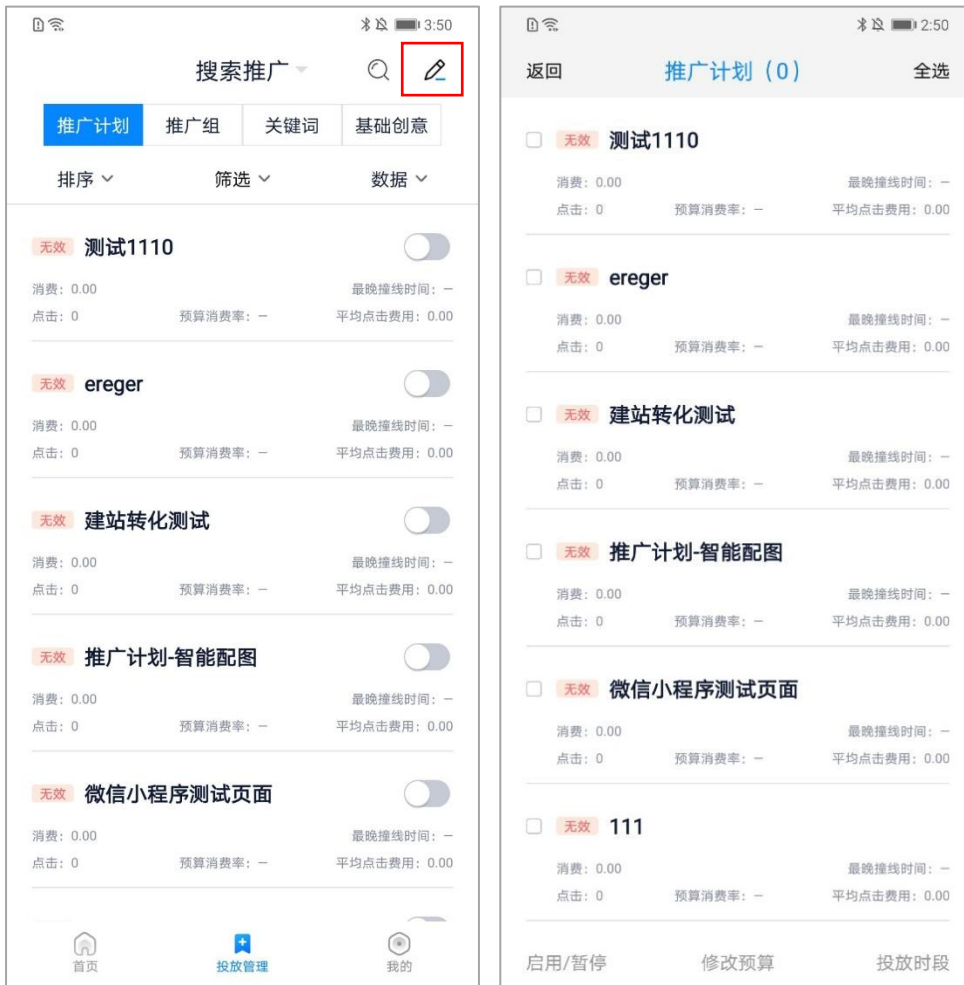 3:50
搜索推广
推广计划 推广组 关键词 基础创意
排序 筛选 数据
无效 测试1110
消费：0.00 最晚撞线时间：—
点击：0 预算消费率：— 平均点击费用：0.00
无效 ereger
消费：0.00 最晚撞线时间：—
点击：0 预算消费率：— 平均点击费用：0.00
无效 建站转化测试
消费：0.00 最晚撞线时间：—
点击：0 预算消费率：— 平均点击费用：0.00
无效 推广计划-智能配图
消费：0.00 最晚撞线时间：—
点击：0 预算消费率：— 平均点击费用：0.00
无效 微信小程序测试页面
消费：0.00 最晚撞线时间：—
点击：0 预算消费率：— 平均点击费用：0.00
首页 投放管理 我的
2:50
返回 推广计划（0） 全选
无效 测试1110
消费：0.00 最晚撞线时间：—
点击：0 预算消费率：— 平均点击费用：0.00
无效 ereger
消费：0.00 最晚撞线时间：—
点击：0 预算消费率：— 平均点击费用：0.00
无效 建站转化测试
消费：0.00 最晚撞线时间：—
点击：0 预算消费率：— 平均点击费用：0.00
无效 推广计划-智能配图
消费：0.00 最晚撞线时间：—
点击：0 预算消费率：— 平均点击费用：0.00
无效 微信小程序测试页面
消费：0.00 最晚撞线时间：—
点击：0 预算消费率：— 平均点击费用：0.00
无效 111
消费：0.00 最晚撞线时间：—
点击：0 预算消费率：— 平均点击费用：0.00
启用/暂停 修改预算 投放时段